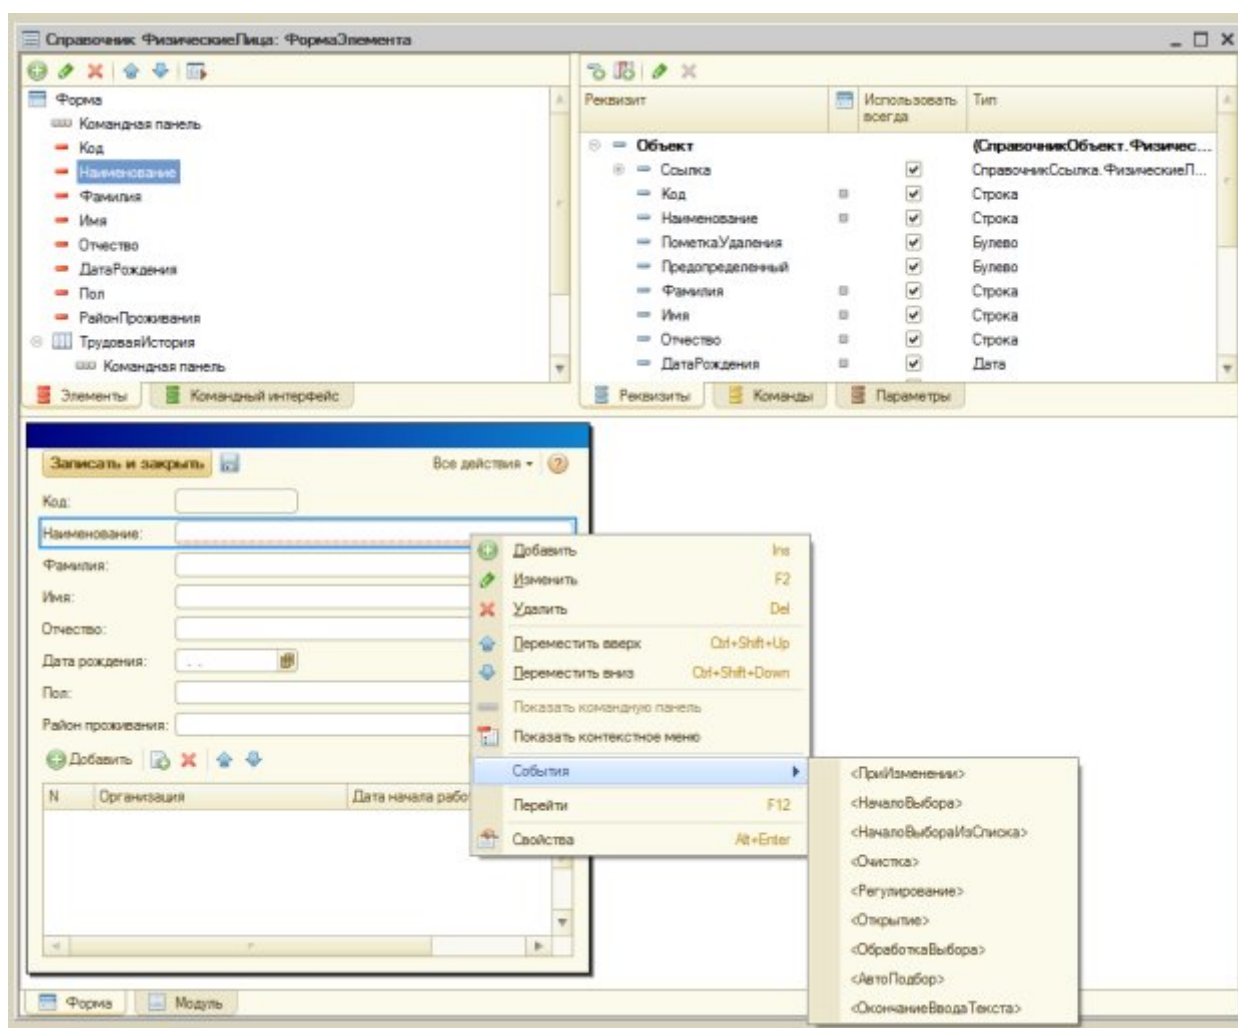 Справочник ФизическиеЛица: ФормаЭлемента
Форма
Командная панель
Код
Наименование
Фамилия
Имя
Отчество
ДатаРождения
Пол
РайонПроживания
ТрудоваяИстория
Командная панель
Элементы
Командный интерфейс
Реквизит Использовать всегда Тип
Объект (СправочникОбъект.Физичес...
Ссылка СправочникСсылка.ФизическиеЛ...
Код Строка
Наименование Строка
ПометкаУдаления Булево
Предопределенный Булево
Фамилия Строка
Имя Строка
Отчество Строка
ДатаРождения Дата
Реквизиты
Команды
Параметры
Записать и закрыть
Все действия
Код:
Наименование:
Фамилия:
Имя:
Отчество:
Дата рождения: . .
Пол:
Район проживания:
Добавить
N Организация Дата начала рабо
Добавить Ins
Изменить F2
Удалить Del
Переместить вверх Ctrl+Shift+Up
Переместить вниз Ctrl+Shift+Down
Показать командную панель
Показать контекстное меню
События
Перейти F12
Свойства Alt+Enter
<ПриИзменении>
<НачалоВыбора>
<НачалоВыбораИзСписка>
<Очистка>
<Регулирование>
<Открытие>
<ОбработкаВыбора>
<АвтоПодбор>
<ОкончаниеВводаТекста>
Форма
Модуль